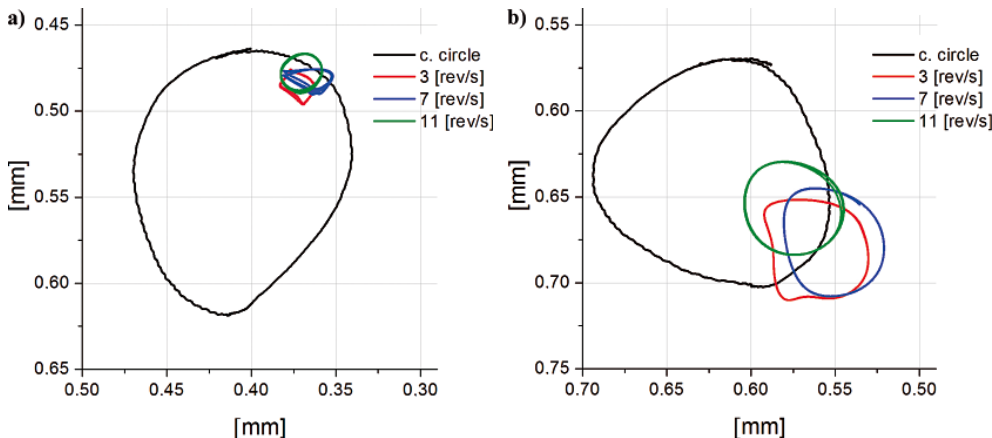 a)
0.45
0.50
0.55
0.60
0.65
[mm]
0.50 0.45 0.40 0.35 0.30
[mm]
c. circle
3 [rev/s]
7 [rev/s]
11 [rev/s]
b)
0.55
0.60
0.65
0.70
0.75
[mm]
0.70 0.65 0.60 0.55 0.50
[mm]
c. circle
3 [rev/s]
7 [rev/s]
11 [rev/s]